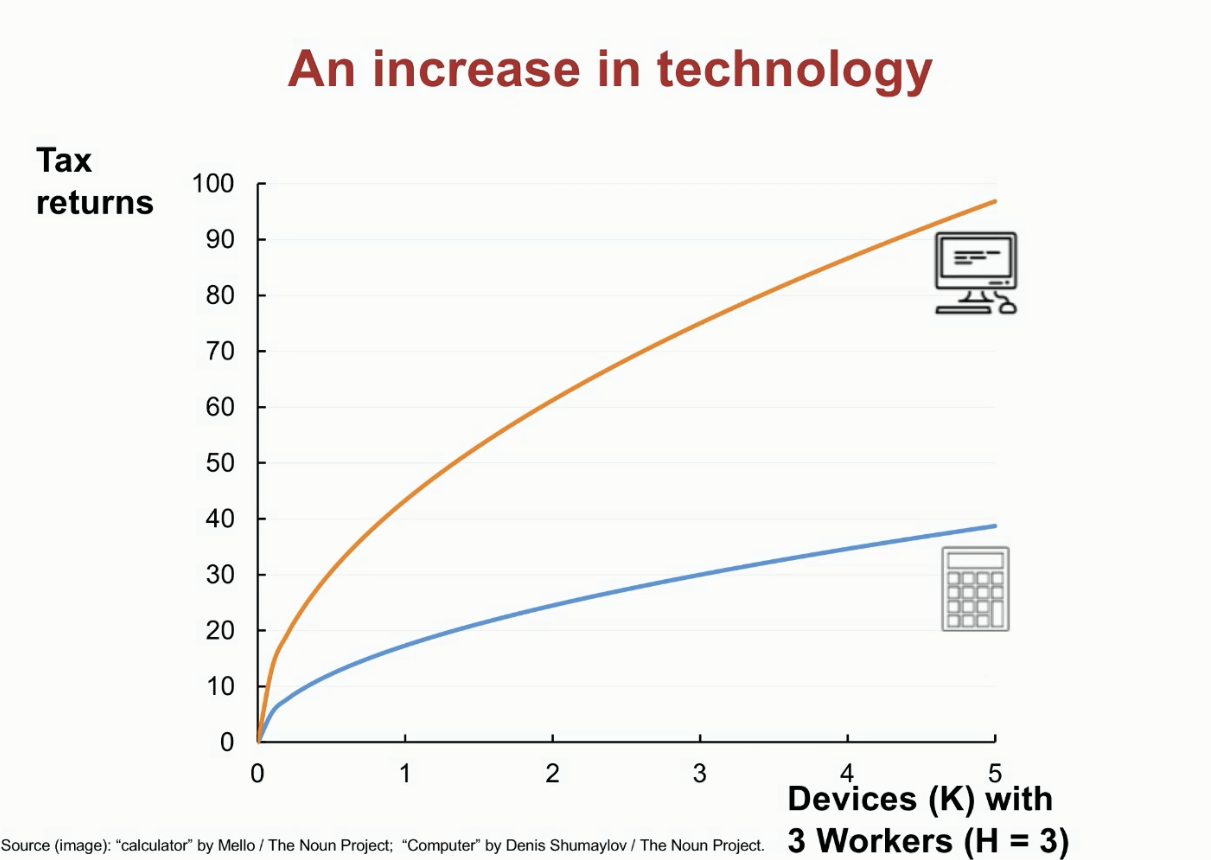 An increase in technology
Tax
returns
100
90
80
70
60
50
40
30
20
10
0
0 1 2 3 4 5
Devices (K) with
3 Workers (H = 3)
Source (image): “calculator” by Mello / The Noun Project;  “Computer” by Denis Shumaylov / The Noun Project.